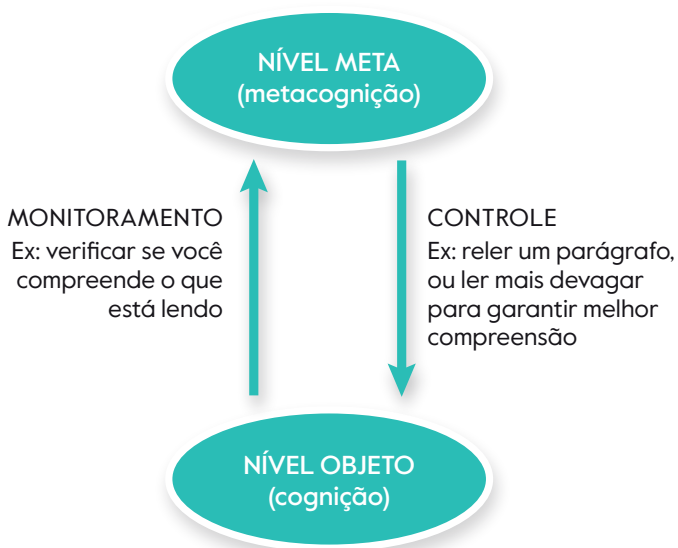 NÍVEL META
(metacognição)
MONITORAMENTO
Ex: verificar se você
compreende o que
está lendo
CONTROLE
Ex: reler um parágrafo,
ou ler mais devagar
para garantir melhor
compreensão
NÍVEL OBJETO
(cognição)